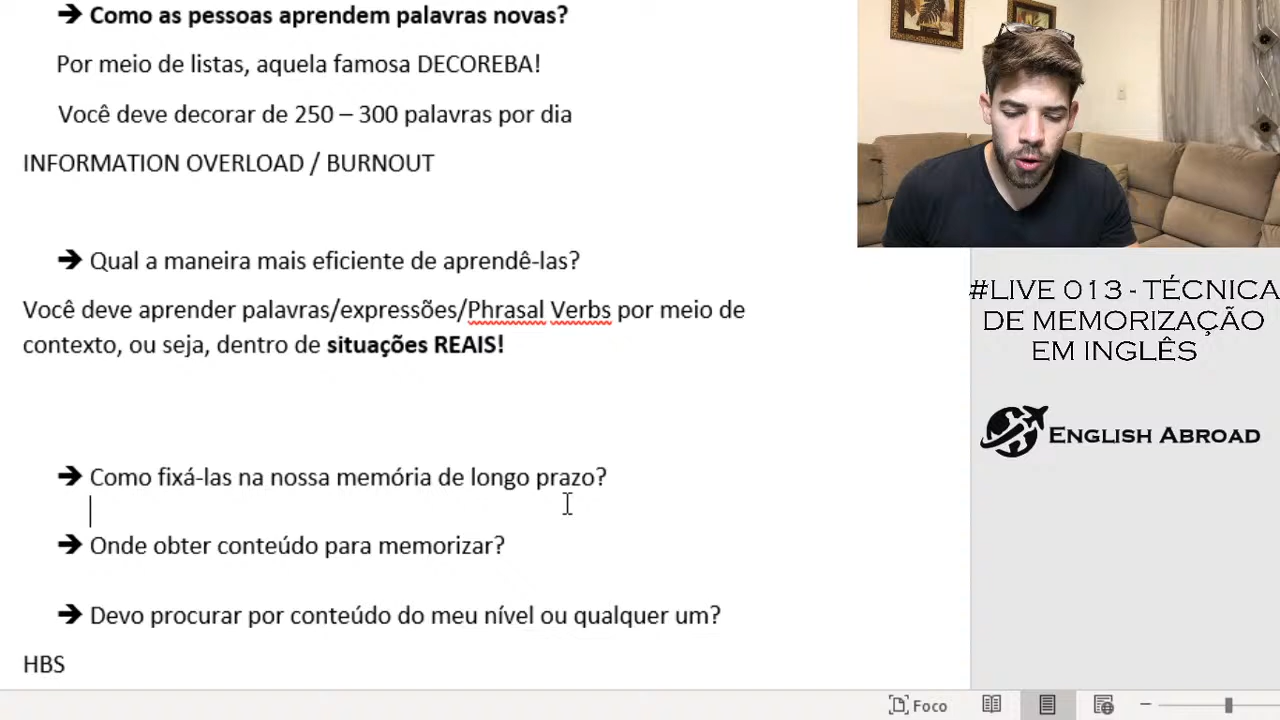 ➔ Como as pessoas aprendem palavras novas?
Por meio de listas, aquela famosa DECOREBA!
Você deve decorar de 250 – 300 palavras por dia
INFORMATION OVERLOAD / BURNOUT
➔ Qual a maneira mais eficiente de aprendê-las?
Você deve aprender palavras/expressões/Phrasal Verbs por meio de
contexto, ou seja, dentro de situações REAIS!
➔ Como fixá-las na nossa memória de longo prazo?
➔ Onde obter conteúdo para memorizar?
➔ Devo procurar por conteúdo do meu nível ou qualquer um?
HBS
#LIVE 013 - TÉCNICA
DE MEMORIZAÇÃO
EM INGLÊS
ENGLISH ABROAD
Foco